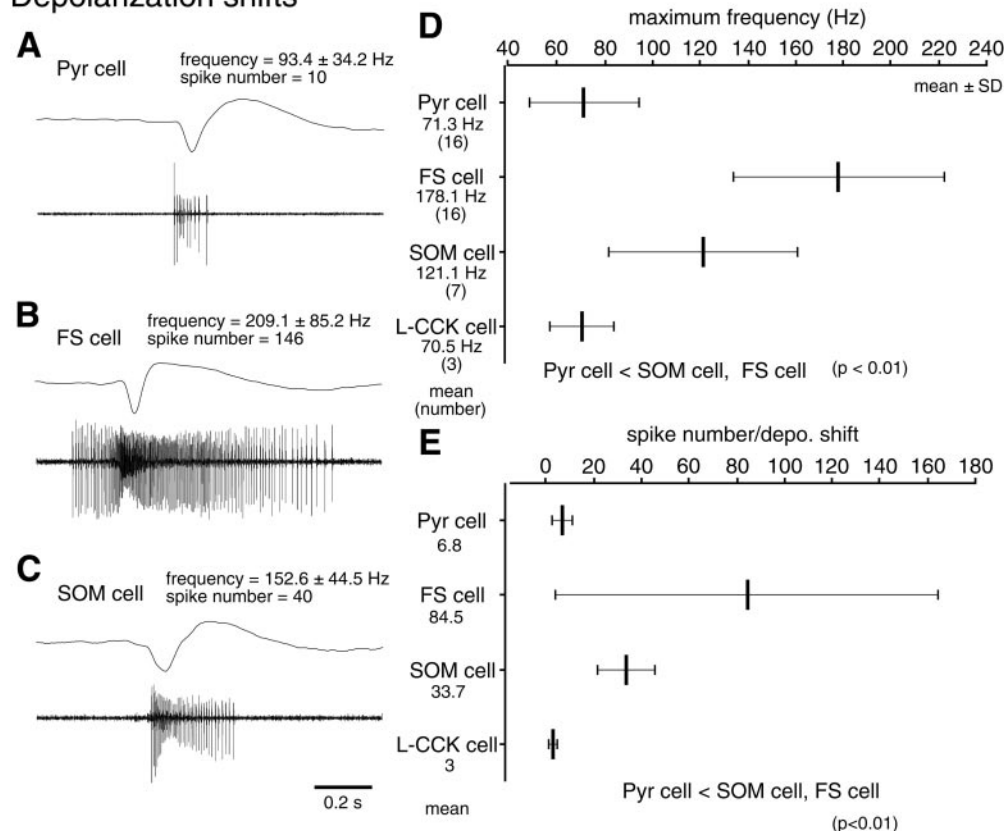 Depolarization shifts
A
Pyr cell
frequency = 93.4 ± 34.2 Hz
spike number = 10
B
FS cell
frequency = 209.1 ± 85.2 Hz
spike number = 146
C
SOM cell
frequency = 152.6 ± 44.5 Hz
spike number = 40
0.2 s
D
maximum frequency (Hz)
40 60 80 100 120 140 160 180 200 220 240
mean ± SD
Pyr cell
71.3 Hz
(16)
FS cell
178.1 Hz
(16)
SOM cell
121.1 Hz
(7)
L-CCK cell
70.5 Hz
(3)
mean
(number)
Pyr cell < SOM cell, FS cell (p < 0.01)
E
spike number/depo. shift
0 20 40 60 80 100 120 140 160 180
Pyr cell
6.8
FS cell
84.5
SOM cell
33.7
L-CCK cell
3
mean
Pyr cell < SOM cell, FS cell
(p<0.01)